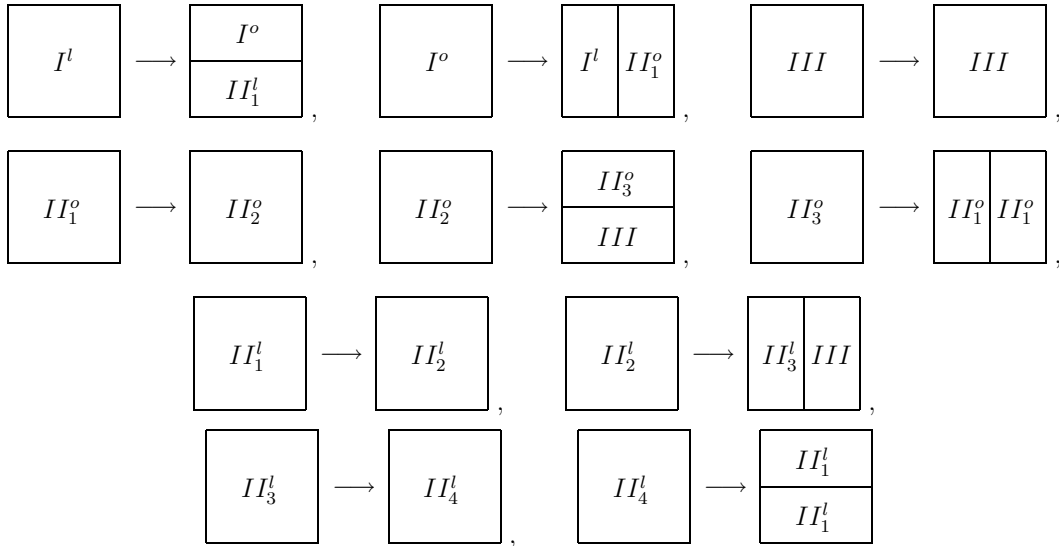 I^l ⟶ I^o II_1^l , I^o ⟶ I^l II_1^o , III ⟶ III ,
II_1^o ⟶ II_2^o , II_2^o ⟶ II_3^o III , II_3^o ⟶ II_1^o II_1^o ,
II_1^l ⟶ II_2^l , II_2^l ⟶ II_3^l III ,
II_3^l ⟶ II_4^l , II_4^l ⟶ II_1^l II_1^l